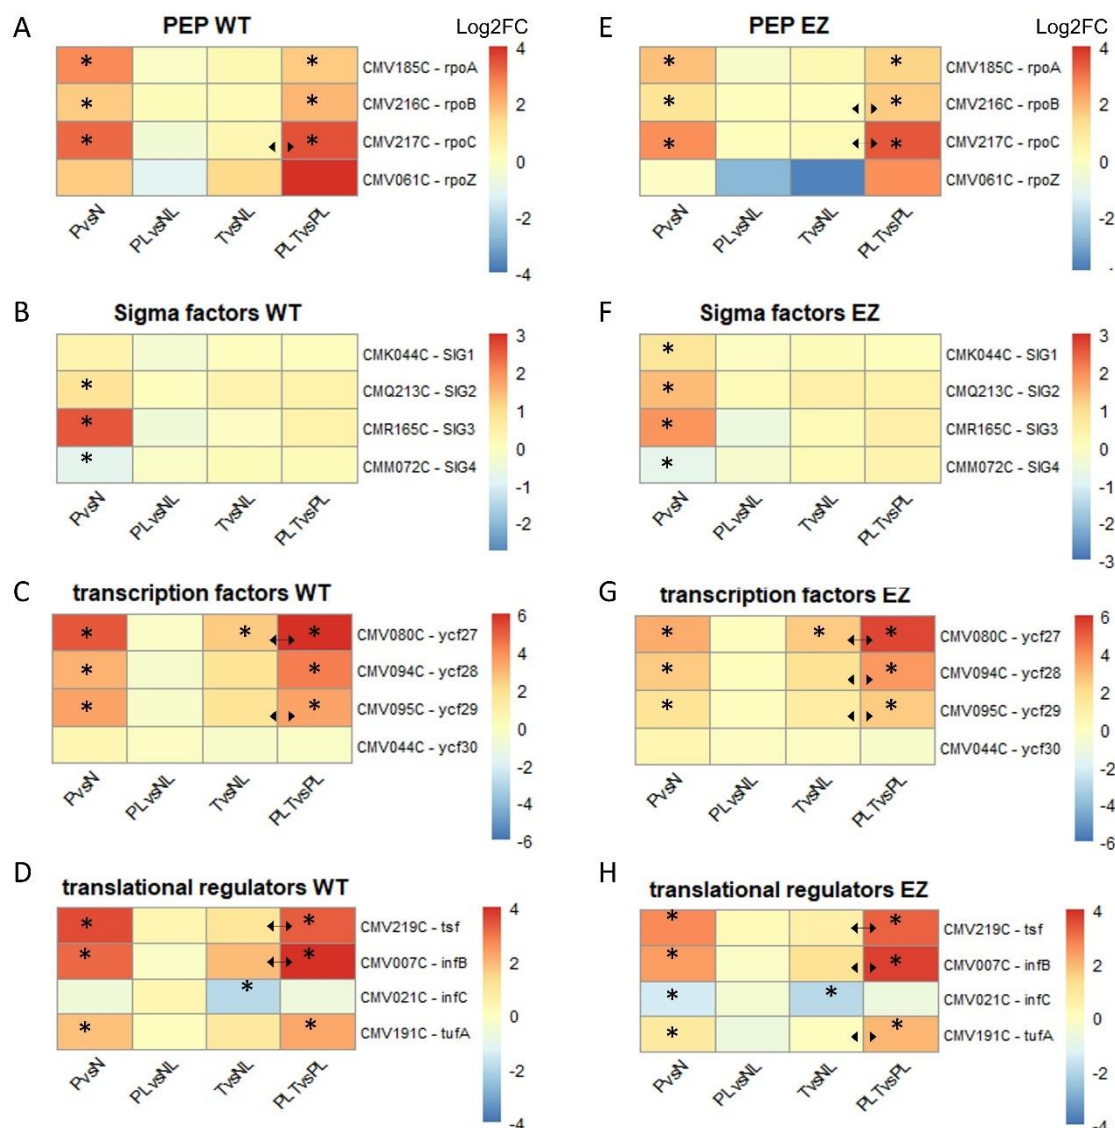 A
PEP WT
Log2FC
* *
CMV185C - rpoA
* *
CMV216C - rpoB
* *
CMV217C - rpoC
CMV061C - rpoZ
PvsN PLvsNL TvsNL PLTvsPL
4
2
0
-2
-4
E
PEP EZ
Log2FC
* *
CMV185C - rpoA
* *
CMV216C - rpoB
* *
CMV217C - rpoC
CMV061C - rpoZ
PvsN PLvsNL TvsNL PLTvsPL
4
2
0
-2
B
Sigma factors WT
CMK044C - SIG1
*
CMQ213C - SIG2
*
CMR165C - SIG3
*
CMM072C - SIG4
PvsN PLvsNL TvsNL PLTvsPL
3
2
1
0
-1
-2
F
Sigma factors EZ
*
CMK044C - SIG1
*
CMQ213C - SIG2
*
CMR165C - SIG3
*
CMM072C - SIG4
PvsN PLvsNL TvsNL PLTvsPL
3
2
1
0
-1
-2
-3
C
transcription factors WT
* * *
CMV080C - ycf27
* *
CMV094C - ycf28
* *
CMV095C - ycf29
CMV044C - ycf30
PvsN PLvsNL TvsNL PLTvsPL
6
4
2
0
-2
-4
-6
G
transcription factors EZ
* * *
CMV080C - ycf27
* *
CMV094C - ycf28
* *
CMV095C - ycf29
CMV044C - ycf30
PvsN PLvsNL TvsNL PLTvsPL
6
4
2
0
-2
-4
-6
D
translational regulators WT
* *
CMV219C - tsf
* *
CMV007C - infB
*
CMV021C - infC
* *
CMV191C - tufA
PvsN PLvsNL TvsNL PLTvsPL
4
2
0
-2
-4
H
translational regulators EZ
* *
CMV219C - tsf
* *
CMV007C - infB
* *
CMV021C - infC
* *
CMV191C - tufA
PvsN PLvsNL TvsNL PLTvsPL
4
2
0
-2
-4